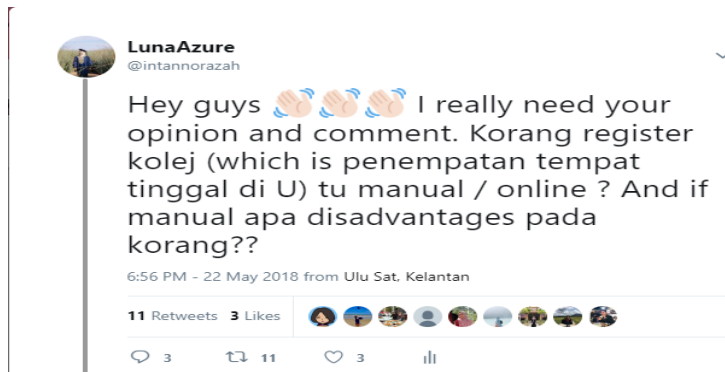 LunaAzure
@intannorazah
Hey guys 👋🏻👋🏻👋🏻 I really need your
opinion and comment. Korang register
kolej (which is penempatan tempat
tinggal di U) tu manual / online ? And if
manual apa disadvantages pada
korang??
6:56 PM - 22 May 2018 from Ulu Sat, Kelantan
11 Retweets 3 Likes
3 11 3